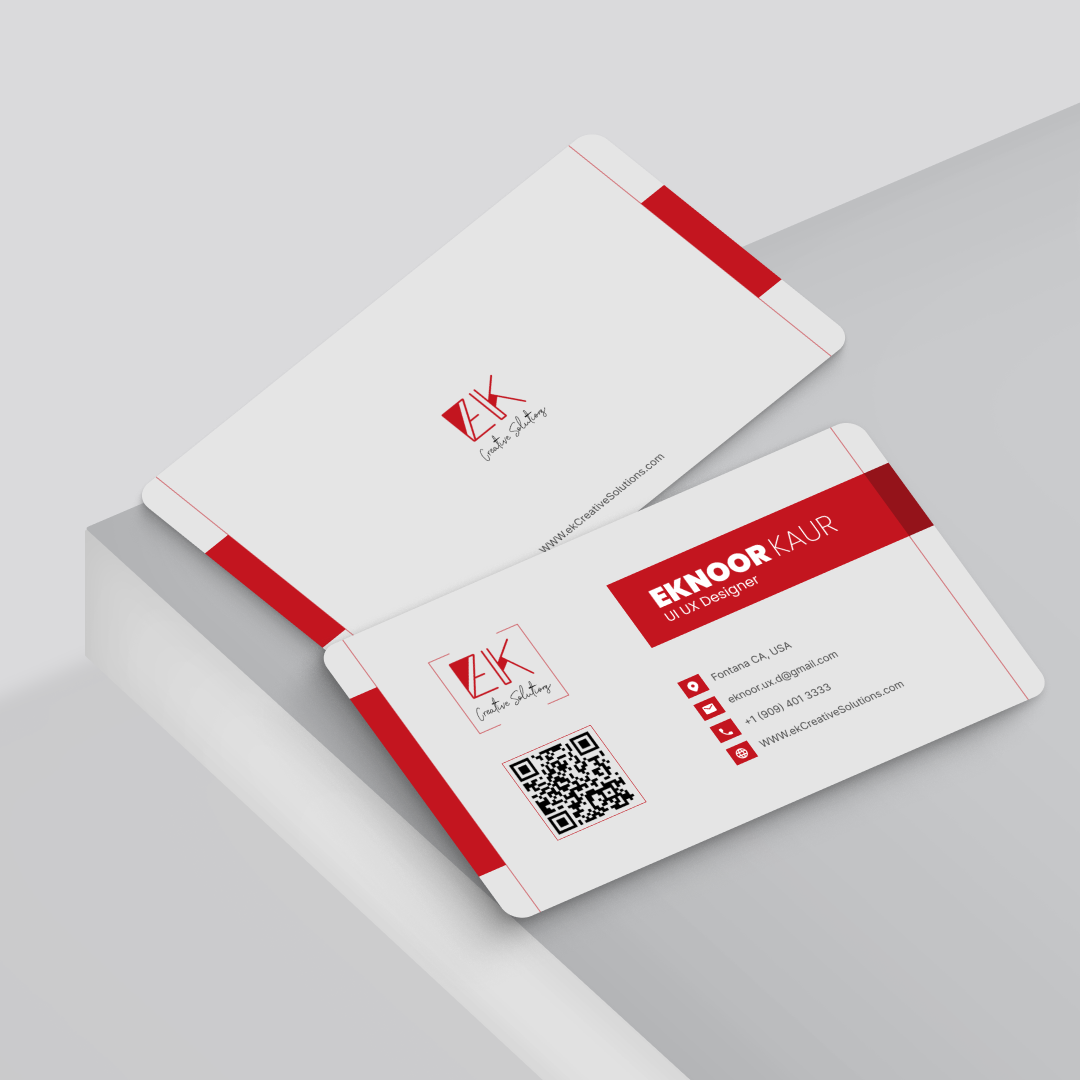 EK
Creative Solutions
WWW.ekCreativeSolutions.com
EKNOOR KAUR
UI UX Designer
EK
Creative Solutions
Fontana CA, USA
eknoor.ux.d@gmail.com
+1 (909) 401 3333
WWW.ekCreativeSolutions.com